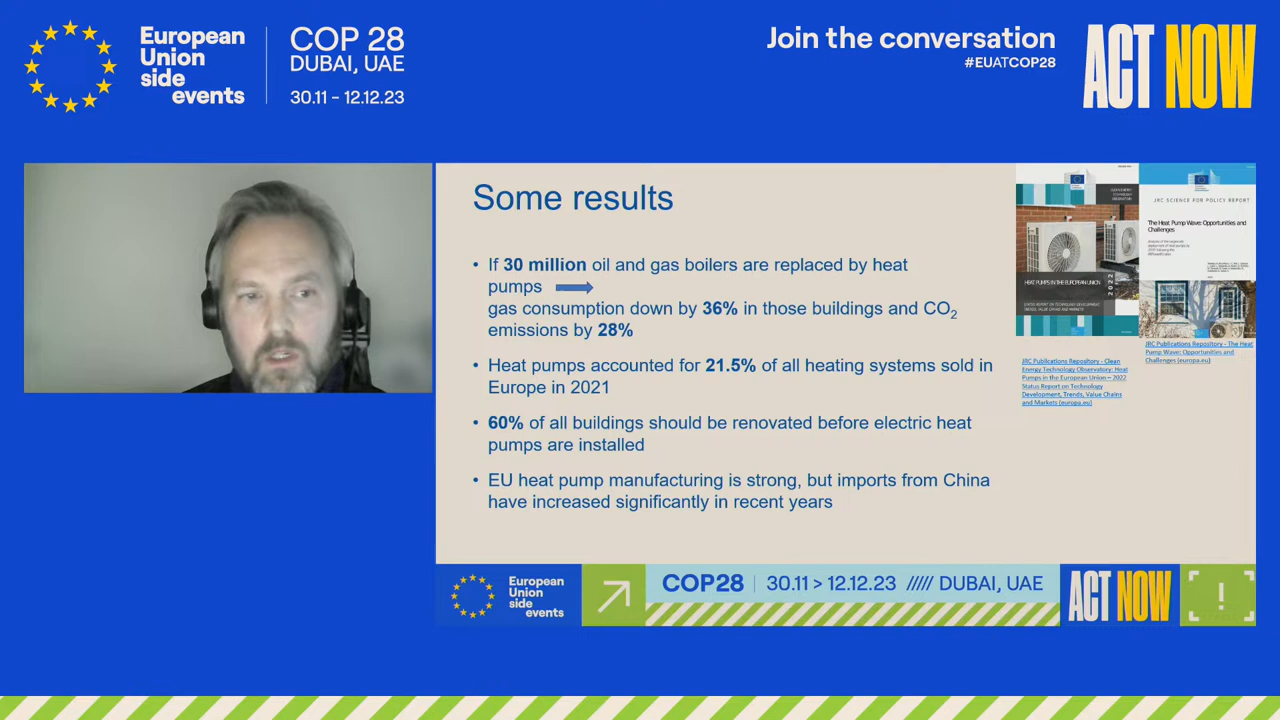 European
Union
side
events
COP 28
DUBAI, UAE
30.11 – 12.12.23
Join the conversation
#EUATCOP28
ACT NOW
Some results
• If 30 million oil and gas boilers are replaced by heat
pumps
gas consumption down by 36% in those buildings and CO2
emissions by 28%
• Heat pumps accounted for 21.5% of all heating systems sold in
Europe in 2021
• 60% of all buildings should be renovated before electric heat
pumps are installed
• EU heat pump manufacturing is strong, but imports from China
have increased significantly in recent years
HEAT PUMPS IN THE EUROPEAN UNION
2022
JRC SCIENCE FOR POLICY REPORT
The Heat Pump Wave: Opportunities and
Challenges
JRC Publications Repository - Clean
Energy Technology Observatory: Heat
Pumps in the European Union – 2022
Status Report on Technology
Development, Trends, Value Chains
and Markets (europa.eu)
JRC Publications Repository - The Heat
Pump Wave: Opportunities and
Challenges (europa.eu)
European
Union
side
events
COP28 | 30.11 > 12.12.23 ///// DUBAI, UAE
ACT NOW
!